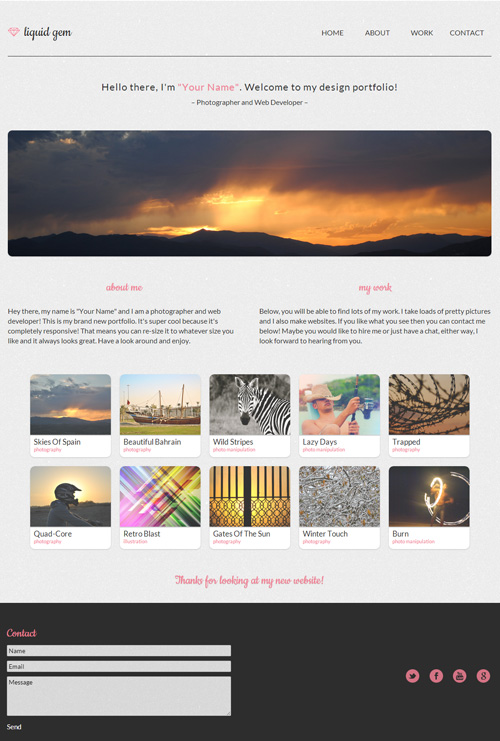 liquid gem
HOME ABOUT WORK CONTACT
Hello there, I'm "Your Name". Welcome to my design portfolio!
– Photographer and Web Developer –
about me
Hey there, my name is "Your Name" and I am a photographer and web
developer! This is my brand new portfolio. It's super cool because it's
completely responsive! That means you can re-size it to whatever size you
like and it always looks great. Have a look around and enjoy.
my work
Below, you will be able to find lots of my work. I take loads of pretty pictures
and I also make websites. If you like what you see then you can contact me
below! Maybe you would like to hire me or just have a chat, either way, I
look forward to hearing from you.
Skies Of Spain
photography
Beautiful Bahrain
photography
Wild Stripes
photo manipulation
Lazy Days
photo manipulation
Trapped
photography
Quad-Core
photography
Retro Blast
illustration
Gates Of The Sun
photography
Winter Touch
photography
Burn
photo manipulation
Thanks for looking at my new website!
Contact
Name
Email
Message
Send